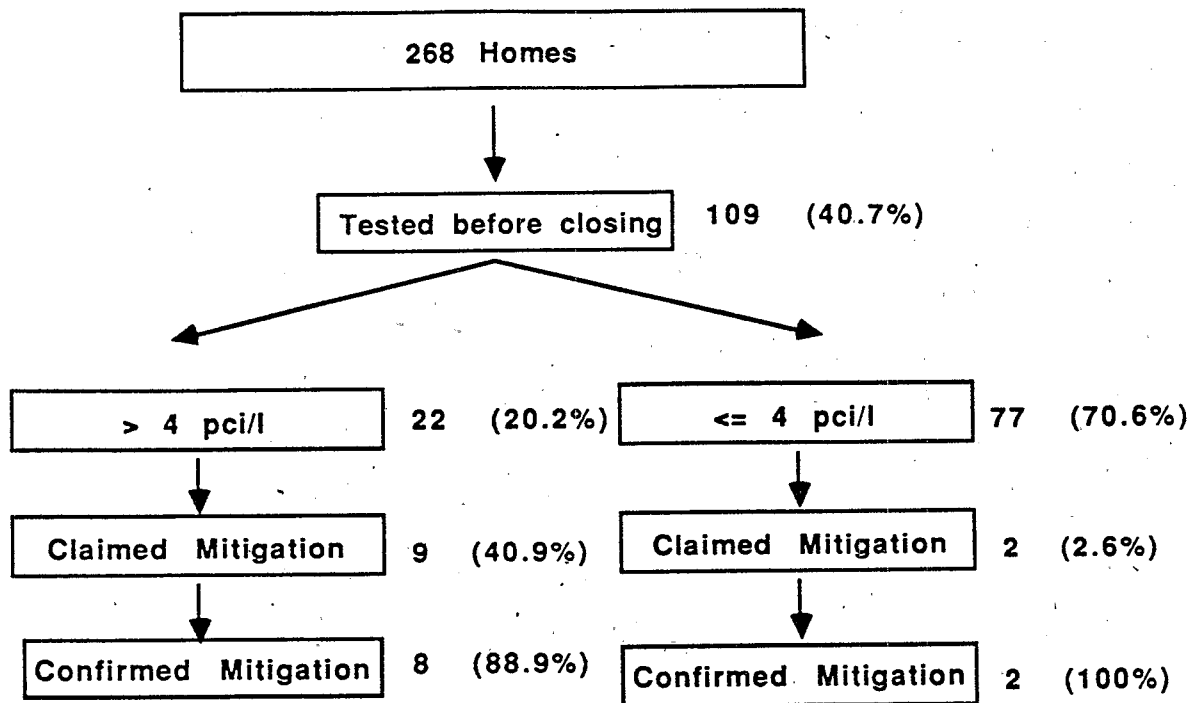 268 Homes
Tested before closing 109 (40.7%)
> 4 pci/l 22 (20.2%) <= 4 pci/l 77 (70.6%)
Claimed Mitigation 9 (40.9%) Claimed Mitigation 2 (2.6%)
Confirmed Mitigation 8 (88.9%) Confirmed Mitigation 2 (100%)